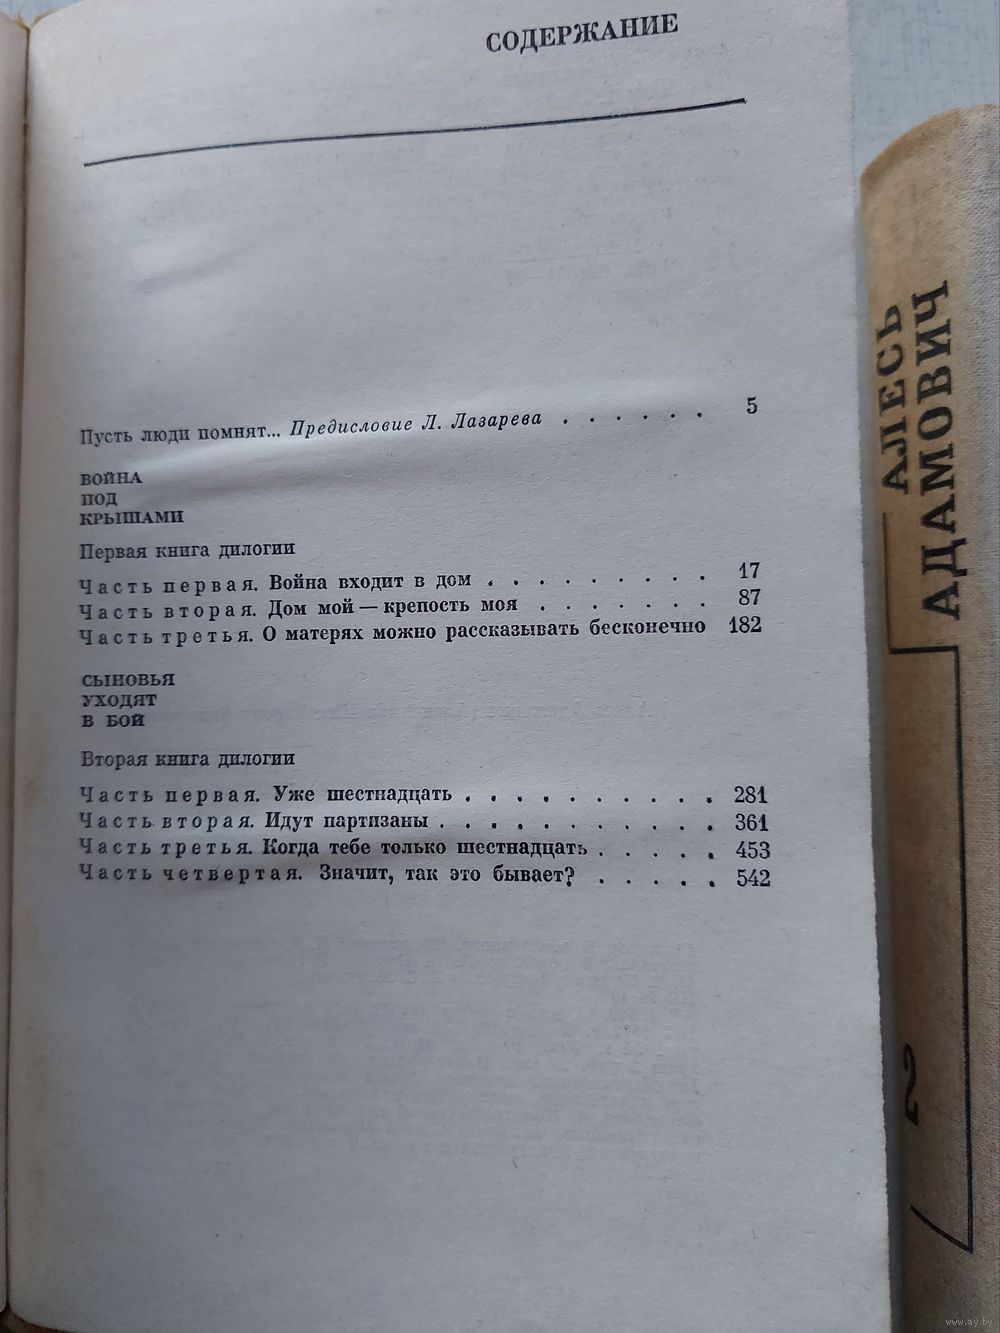 СОДЕРЖАНИЕ
Пусть люди помнят... Предисловие Л. Лазарева . . . . . . 5
ВОЙНА
ПОД
КРЫШАМИ
Первая книга дилогии
Часть первая. Война входит в дом . . . . . . . . . 17
Часть вторая. Дом мой — крепость моя . . . . . . . 87
Часть третья. О матерях можно рассказывать бесконечно 182
СЫНОВЬЯ
УХОДЯТ
В БОЙ
Вторая книга дилогии
Часть первая. Уже шестнадцать . . . . . . . . . . 281
Часть вторая. Идут партизаны . . . . . . . . . . . 361
Часть третья. Когда тебе только шестнадцать . . . . . 453
Часть четвертая. Значит, так это бывает? . . . . . 542
АЛЕСЬ
АДАМОВИЧ
2
www.ay.by